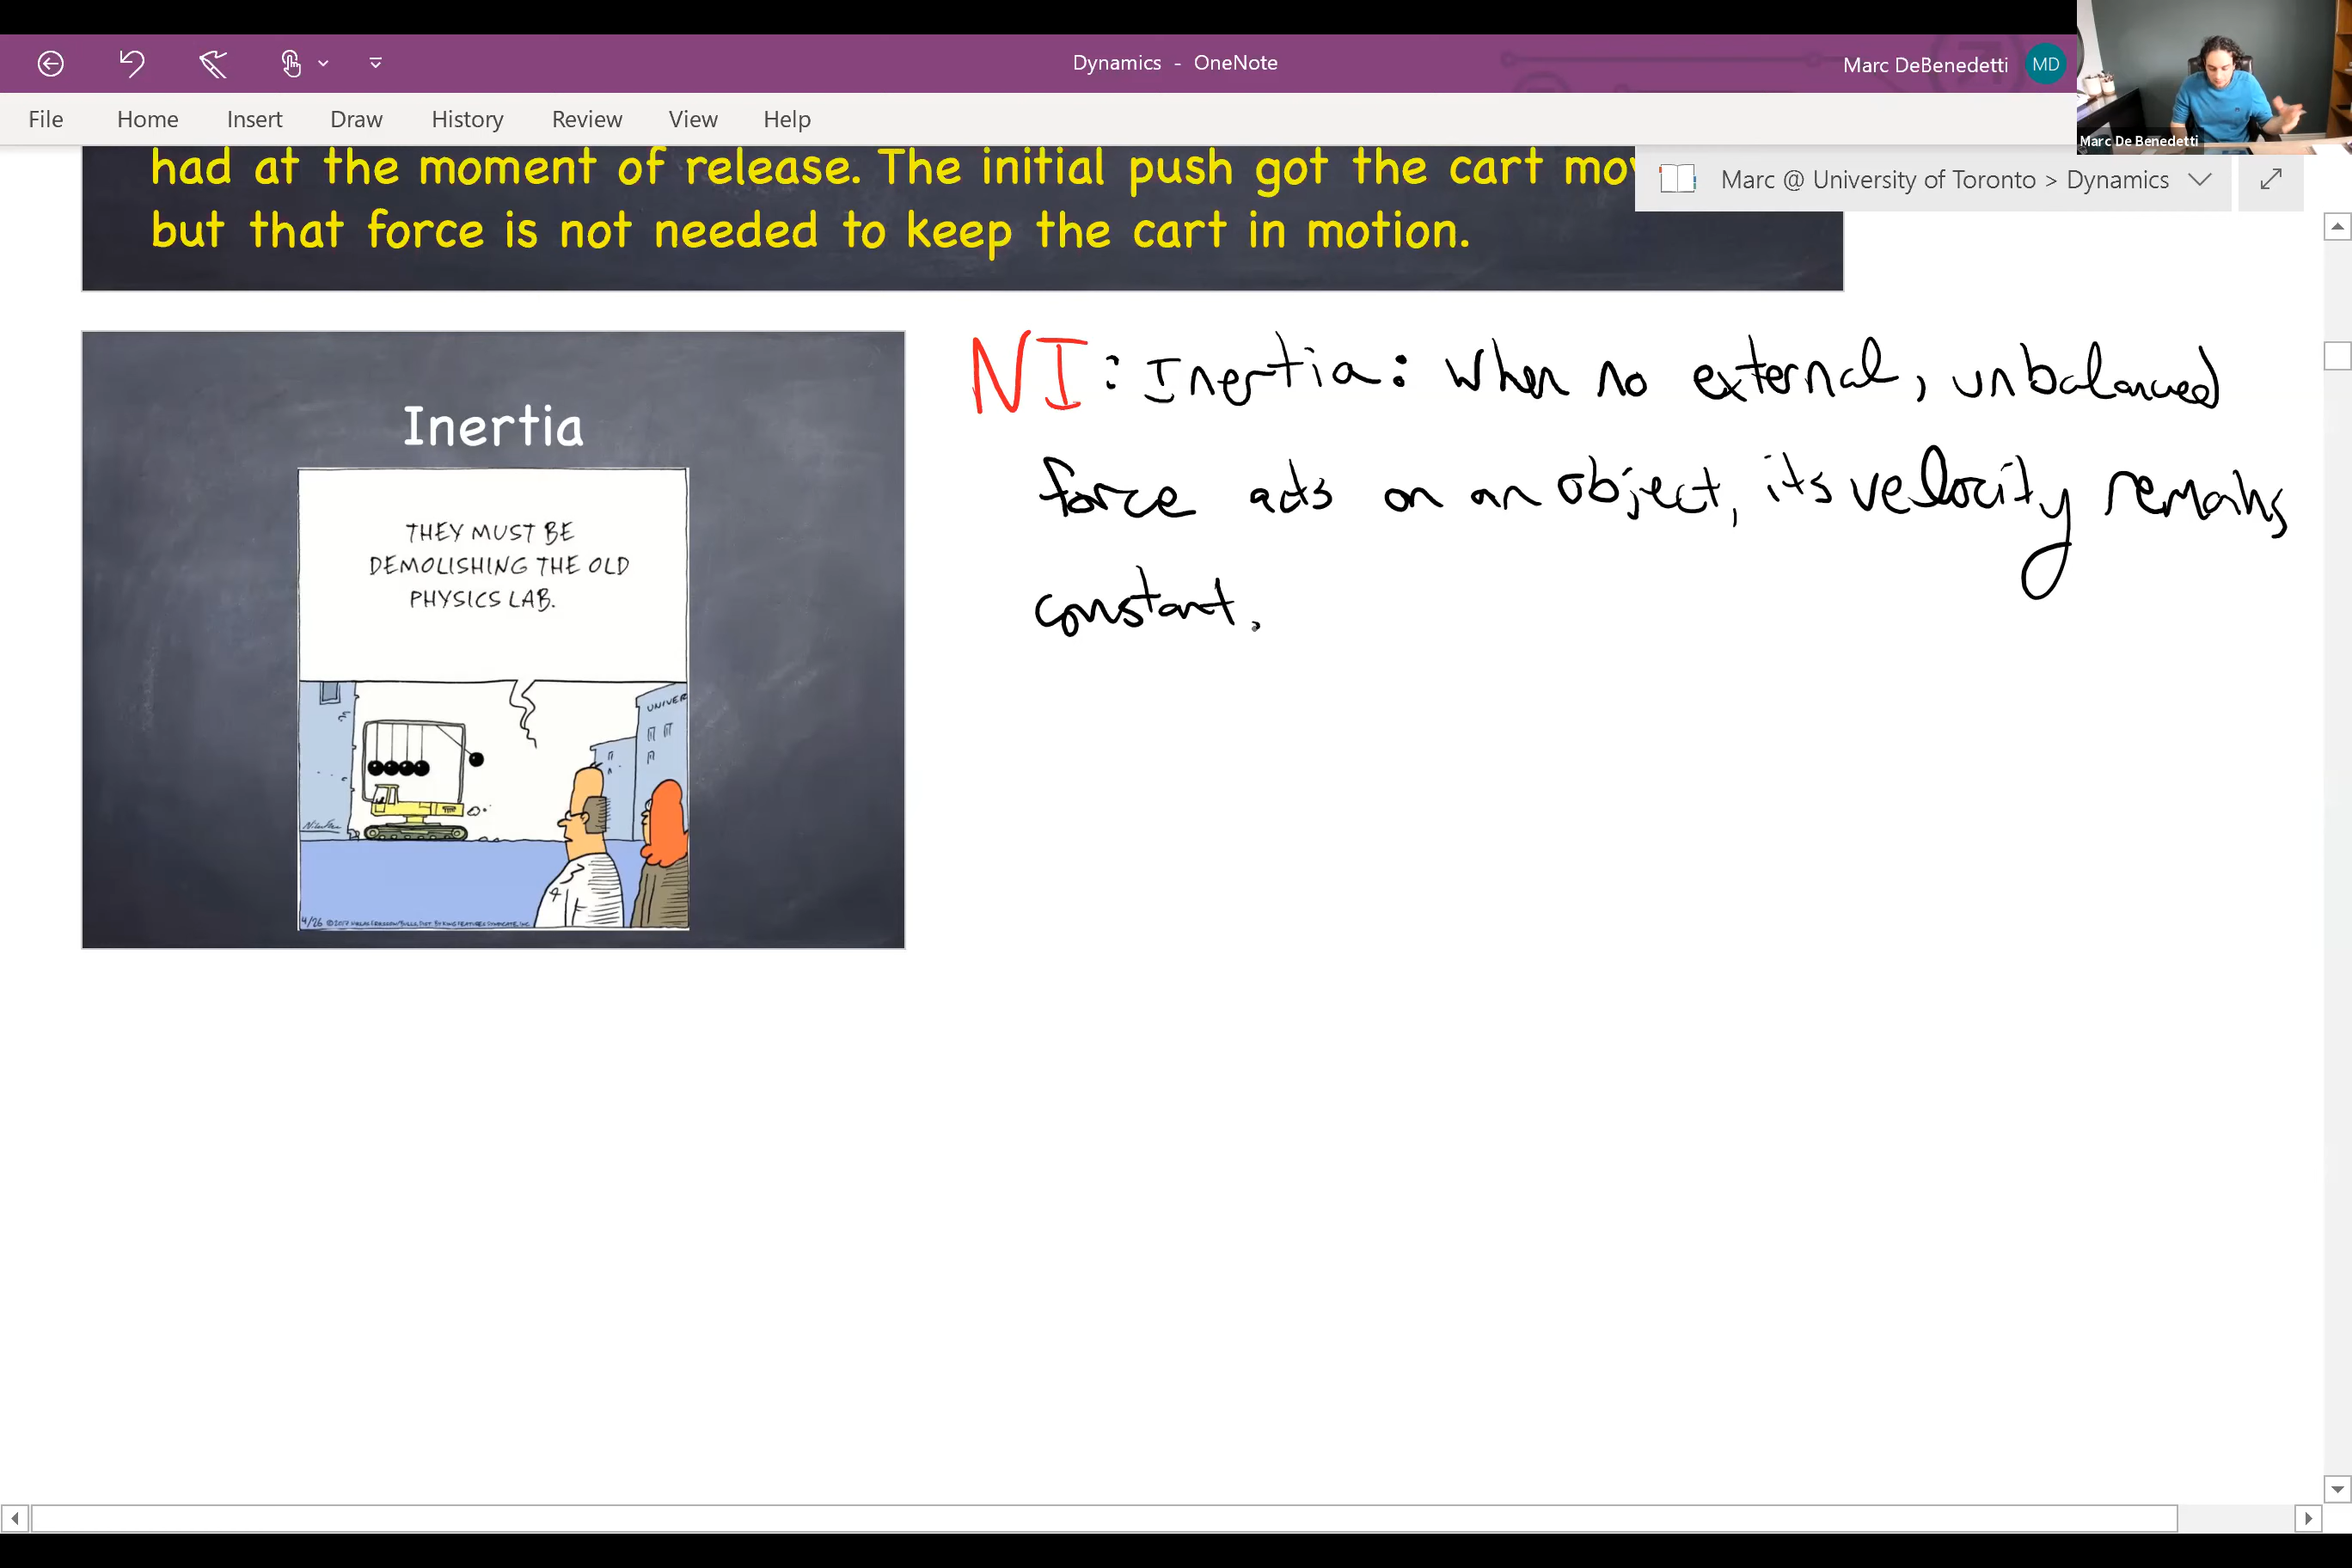 Dynamics - OneNote
Marc DeBenedetti
MD
Marc De Benedetti
File Home Insert Draw History Review View Help
Marc @ University of Toronto > Dynamics
had at the moment of release. The initial push got the cart mo
but that force is not needed to keep the cart in motion.
Inertia
THEY MUST BE
DEMOLISHING THE OLD
PHYSICS LAB.
UNIVER
NI: Inertia: When no external, unbalanced
force acts on an object, its velocity remains
constant.